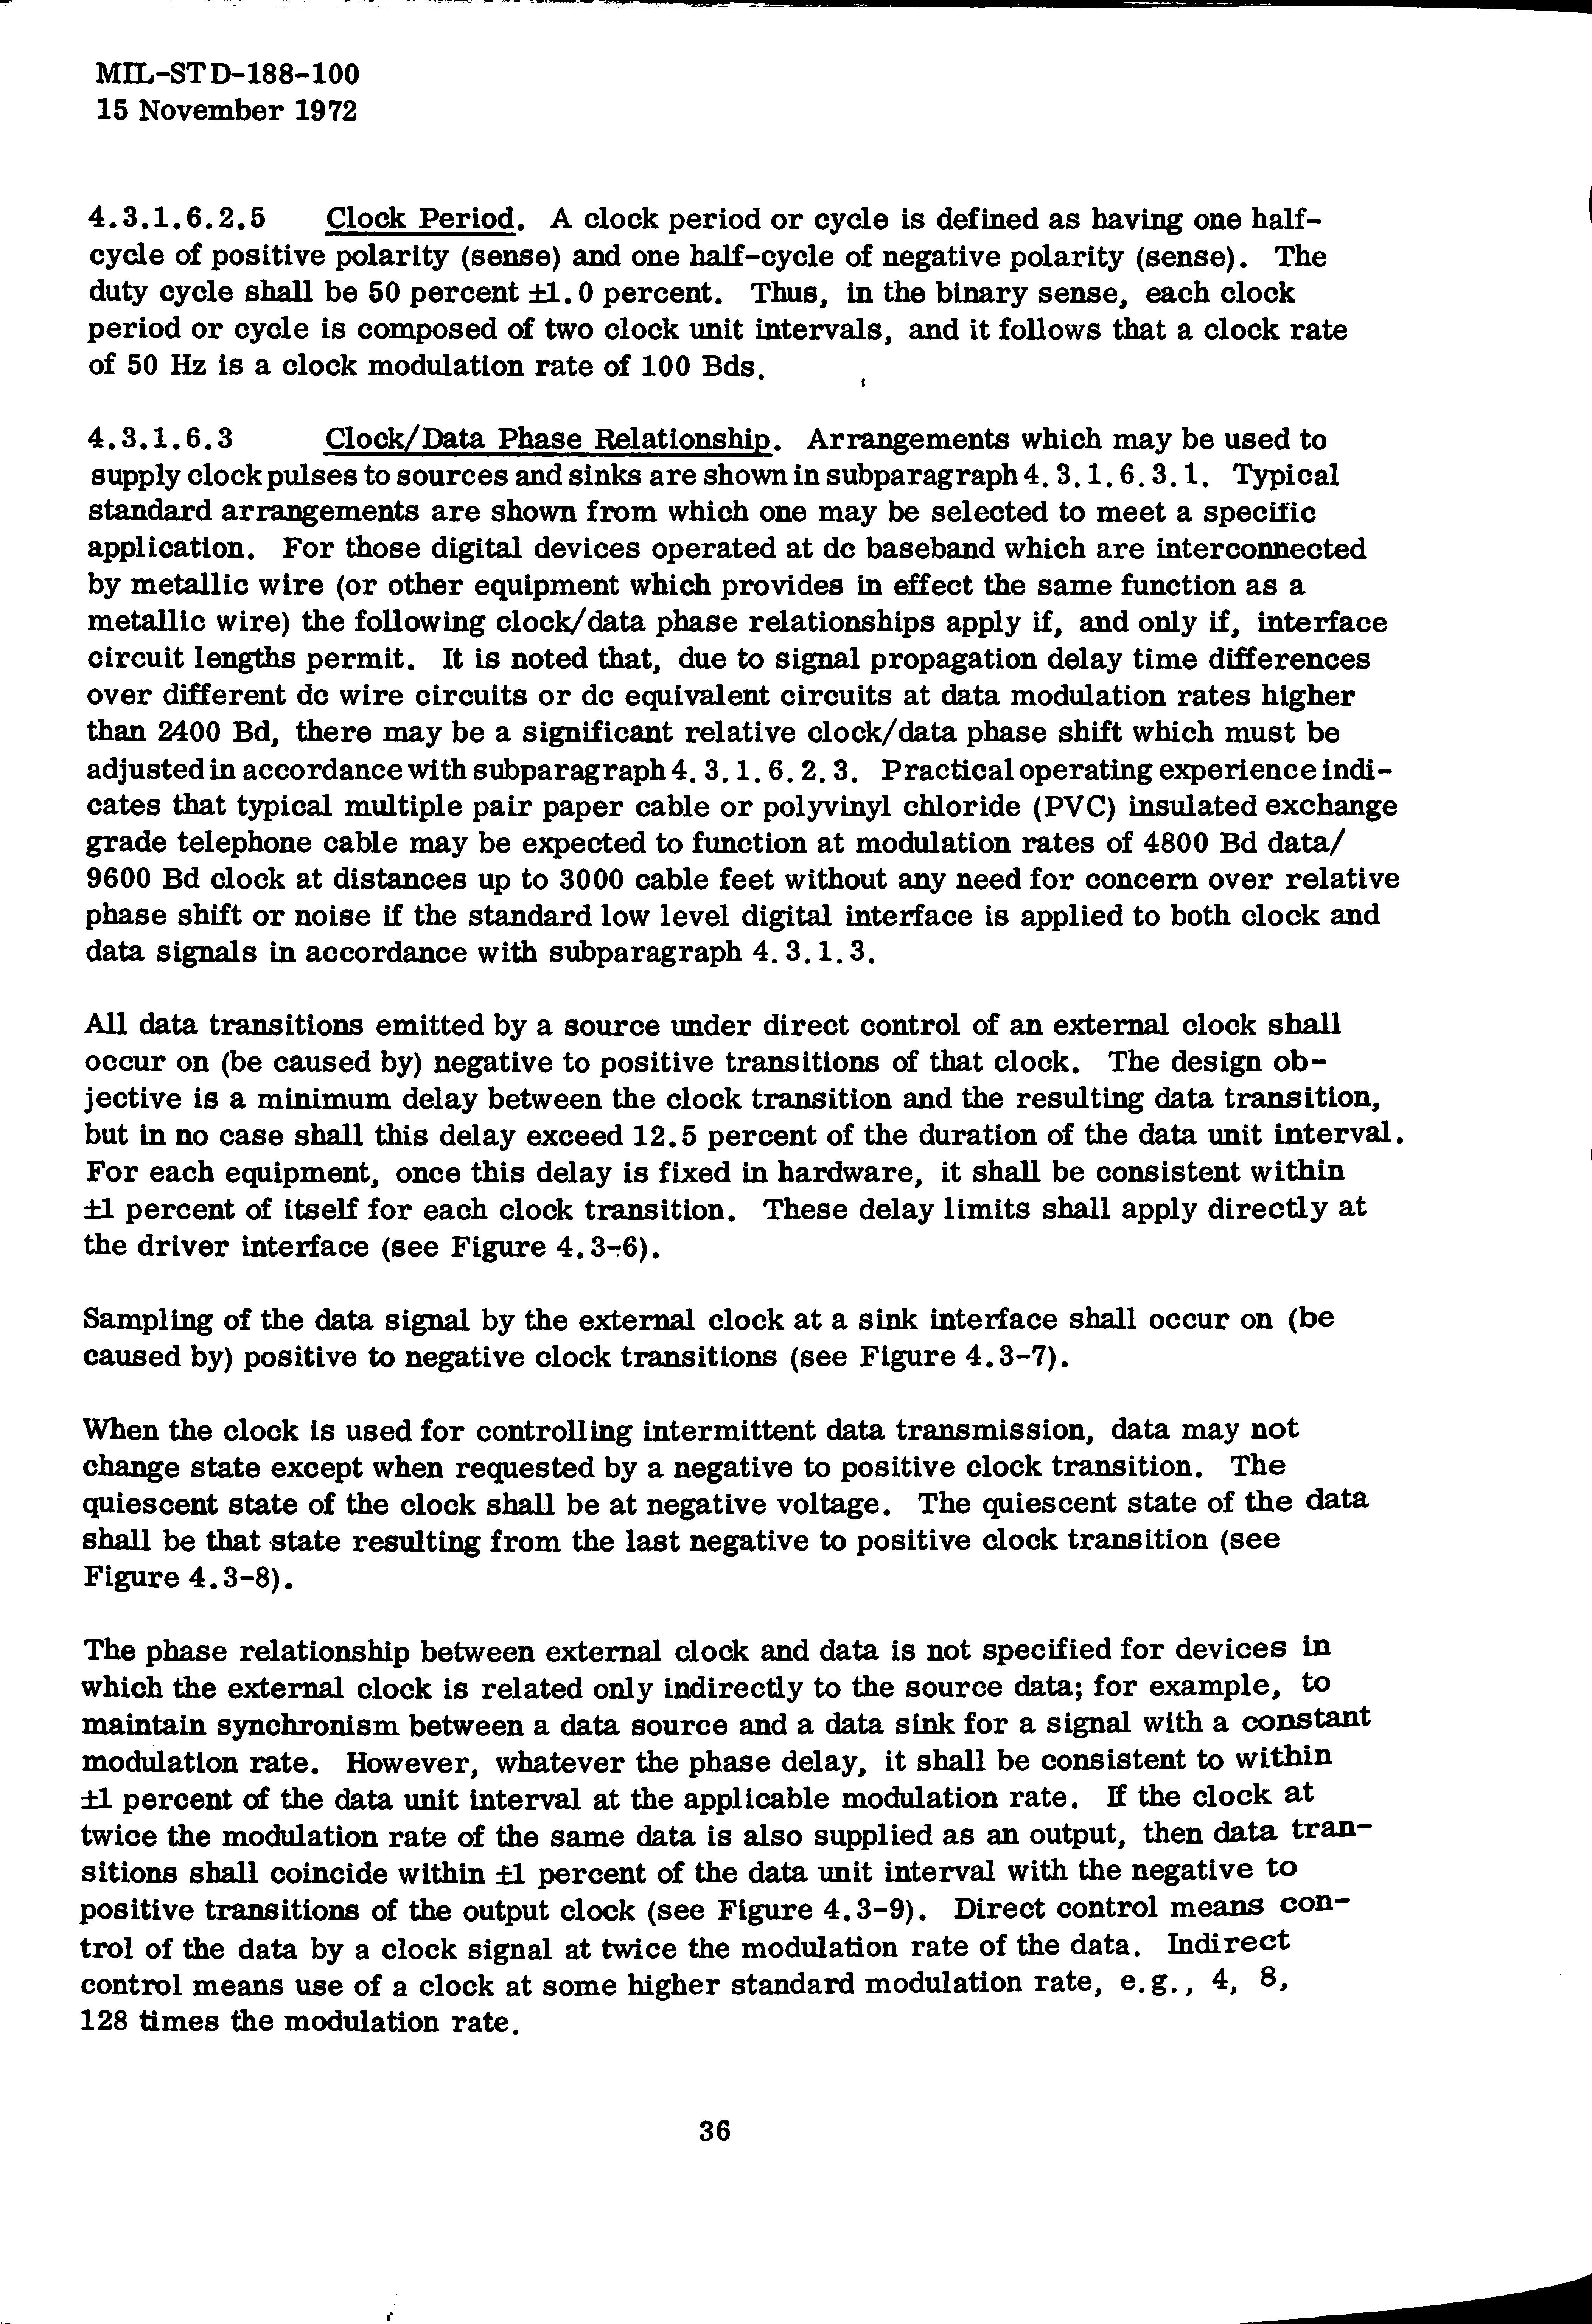 MIL-STD-188-100
15 November 1972
4.3.1.6.2.5 Clock Period. A clock period or cycle is defined as having one half-
cycle of positive polarity (sense) and one half-cycle of negative polarity (sense). The
duty cycle shall be 50 percent ±1.0 percent. Thus, in the binary sense, each clock
period or cycle is composed of two clock unit intervals, and it follows that a clock rate
of 50 Hz is a clock modulation rate of 100 Bds.
4.3.1.6.3 Clock/Data Phase Relationship. Arrangements which may be used to
supply clock pulses to sources and sinks are shown in subparagraph 4.3.1.6.3.1. Typical
standard arrangements are shown from which one may be selected to meet a specific
application. For those digital devices operated at dc baseband which are interconnected
by metallic wire (or other equipment which provides in effect the same function as a
metallic wire) the following clock/data phase relationships apply if, and only if, interface
circuit lengths permit. It is noted that, due to signal propagation delay time differences
over different dc wire circuits or dc equivalent circuits at data modulation rates higher
than 2400 Bd, there may be a significant relative clock/data phase shift which must be
adjusted in accordance with subparagraph 4.3.1.6.2.3. Practical operating experience indi-
cates that typical multiple pair paper cable or polyvinyl chloride (PVC) insulated exchange
grade telephone cable may be expected to function at modulation rates of 4800 Bd data/
9600 Bd clock at distances up to 3000 cable feet without any need for concern over relative
phase shift or noise if the standard low level digital interface is applied to both clock and
data signals in accordance with subparagraph 4.3.1.3.
All data transitions emitted by a source under direct control of an external clock shall
occur on (be caused by) negative to positive transitions of that clock. The design ob-
jective is a minimum delay between the clock transition and the resulting data transition,
but in no case shall this delay exceed 12.5 percent of the duration of the data unit interval.
For each equipment, once this delay is fixed in hardware, it shall be consistent within
±1 percent of itself for each clock transition. These delay limits shall apply directly at
the driver interface (see Figure 4.3-6).
Sampling of the data signal by the external clock at a sink interface shall occur on (be
caused by) positive to negative clock transitions (see Figure 4.3-7).
When the clock is used for controlling intermittent data transmission, data may not
change state except when requested by a negative to positive clock transition. The
quiescent state of the clock shall be at negative voltage. The quiescent state of the data
shall be that state resulting from the last negative to positive clock transition (see
Figure 4.3-8).
The phase relationship between external clock and data is not specified for devices in
which the external clock is related only indirectly to the source data; for example, to
maintain synchronism between a data source and a data sink for a signal with a constant
modulation rate. However, whatever the phase delay, it shall be consistent to within
±1 percent of the data unit interval at the applicable modulation rate. If the clock at
twice the modulation rate of the same data is also supplied as an output, then data tran-
sitions shall coincide within ±1 percent of the data unit interval with the negative to
positive transitions of the output clock (see Figure 4.3-9). Direct control means con-
trol of the data by a clock signal at twice the modulation rate of the data. Indirect
control means use of a clock at some higher standard modulation rate, e.g., 4, 8,
128 times the modulation rate.
36